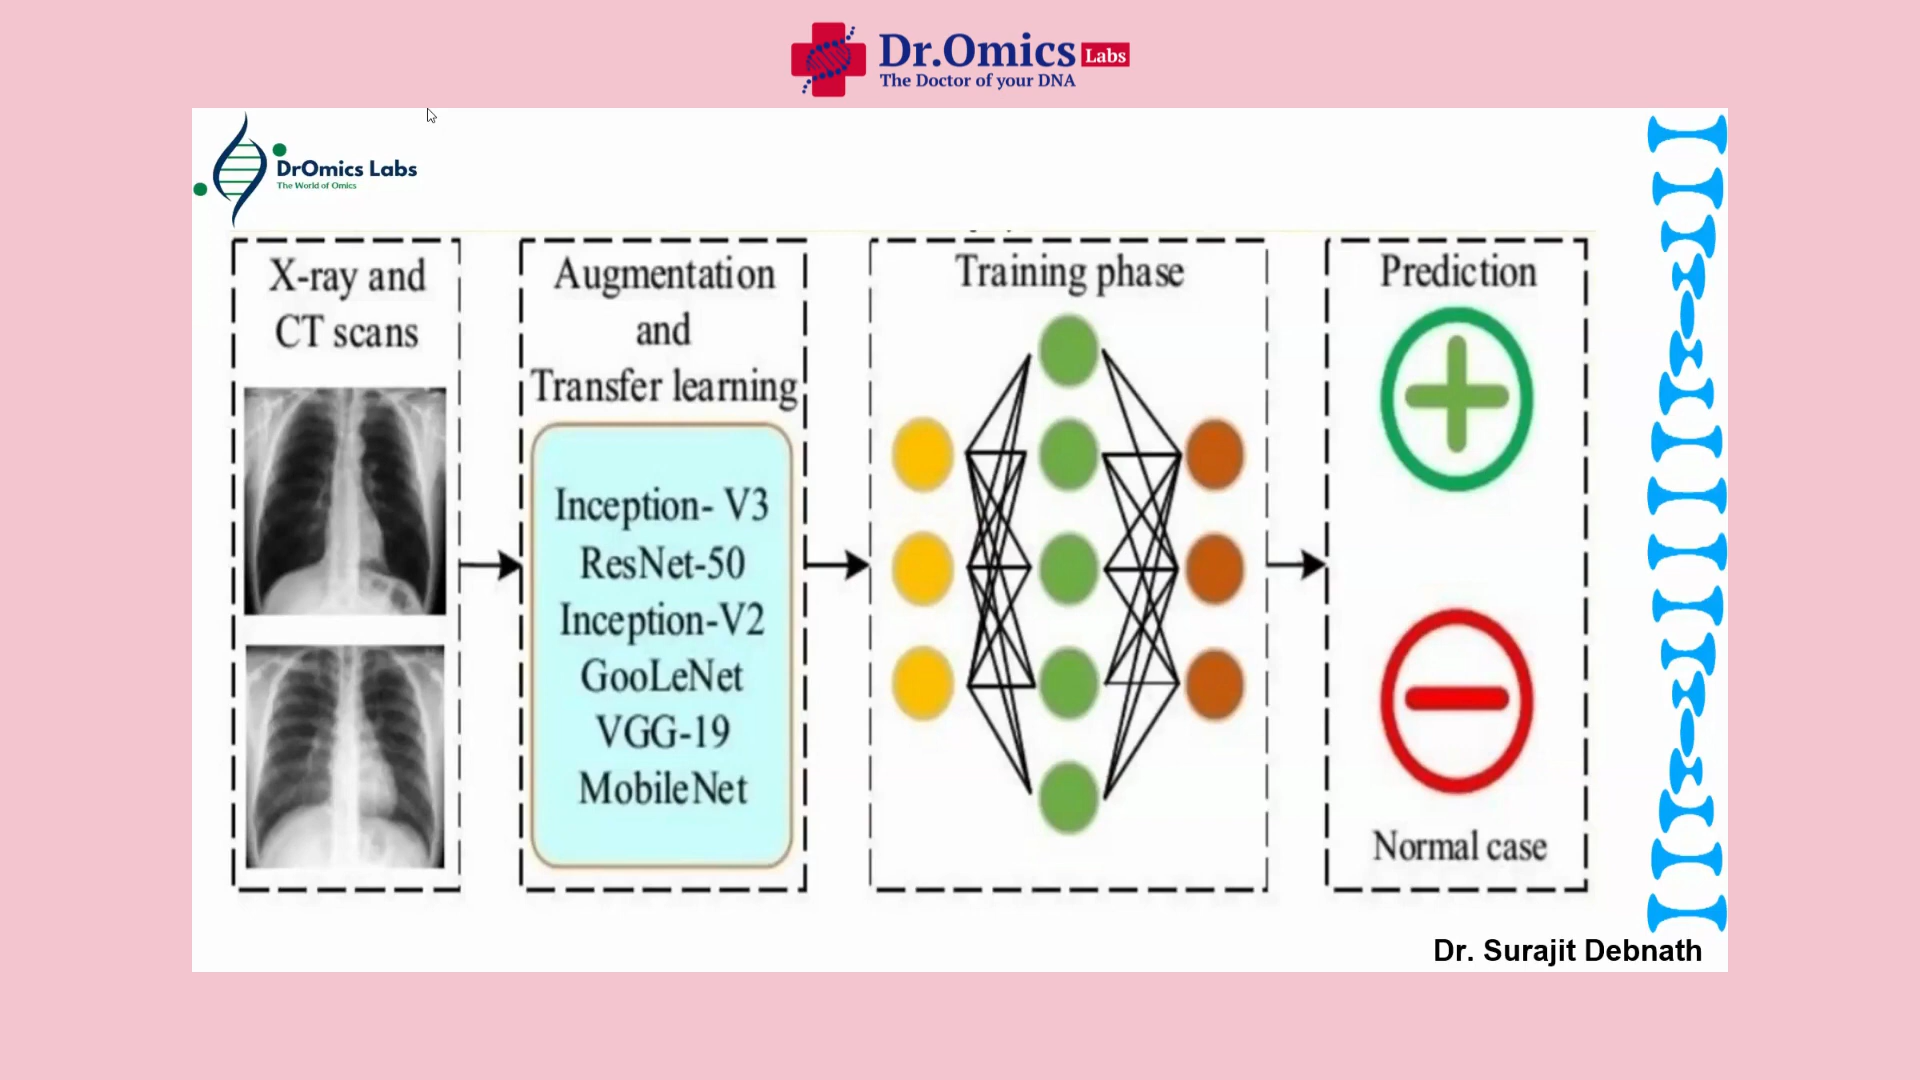 Dr.Omics Labs
The Doctor of your DNA
DrOmics Labs
The World of Omics
X-ray and
CT scans
Augmentation
and
Transfer learning
Inception- V3
ResNet-50
Inception-V2
GooLeNet
VGG-19
MobileNet
Training phase
Prediction
Normal case
Dr. Surajit Debnath